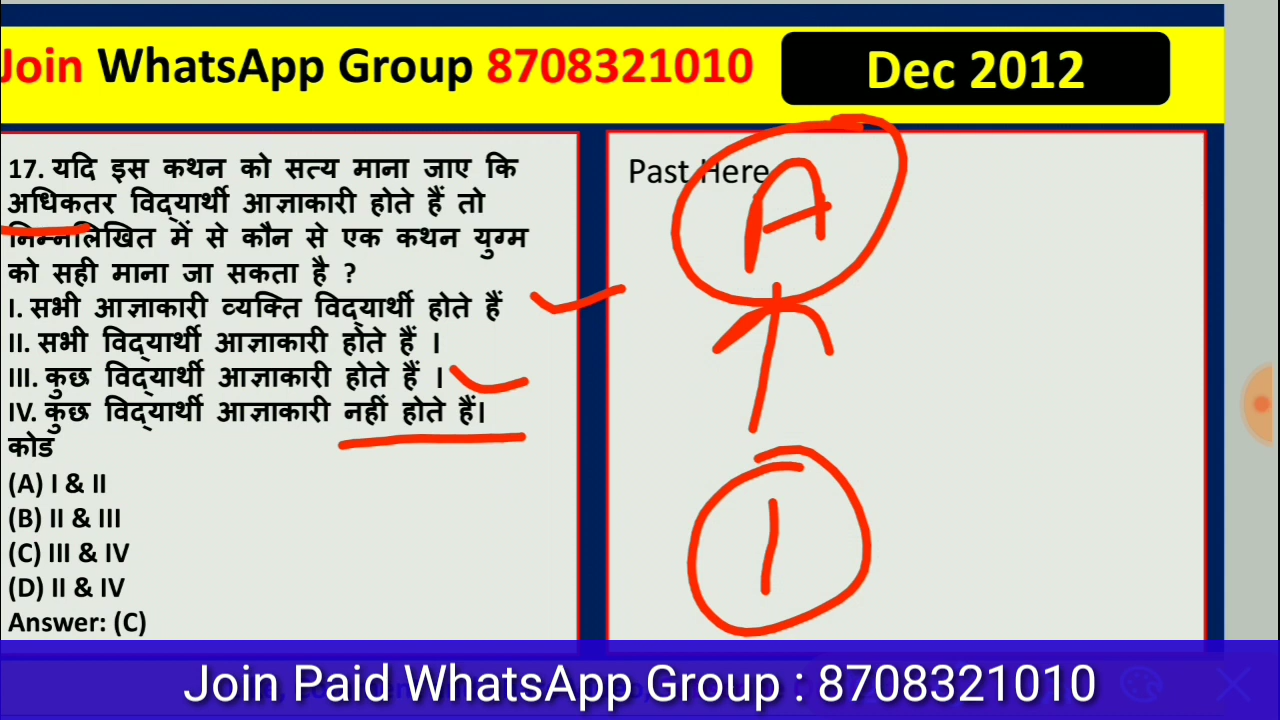 Join WhatsApp Group 8708321010
Dec 2012
17. यदि इस कथन को सत्य माना जाए कि
अधिकतर विद्यार्थी आज्ञाकारी होते हैं तो
निम्नलिखित में से कौन से एक कथन युग्म
को सही माना जा सकता है ?
I. सभी आज्ञाकारी व्यक्ति विद्यार्थी होते हैं
II. सभी विद्यार्थी आज्ञाकारी होते हैं ।
III. कुछ विद्यार्थी आज्ञाकारी होते हैं ।
IV. कुछ विद्यार्थी आज्ञाकारी नहीं होते हैं।
कोड
(A) I & II
(B) II & III
(C) III & IV
(D) II & IV
Answer: (C)
Past Here
A
I
Join Paid WhatsApp Group : 8708321010